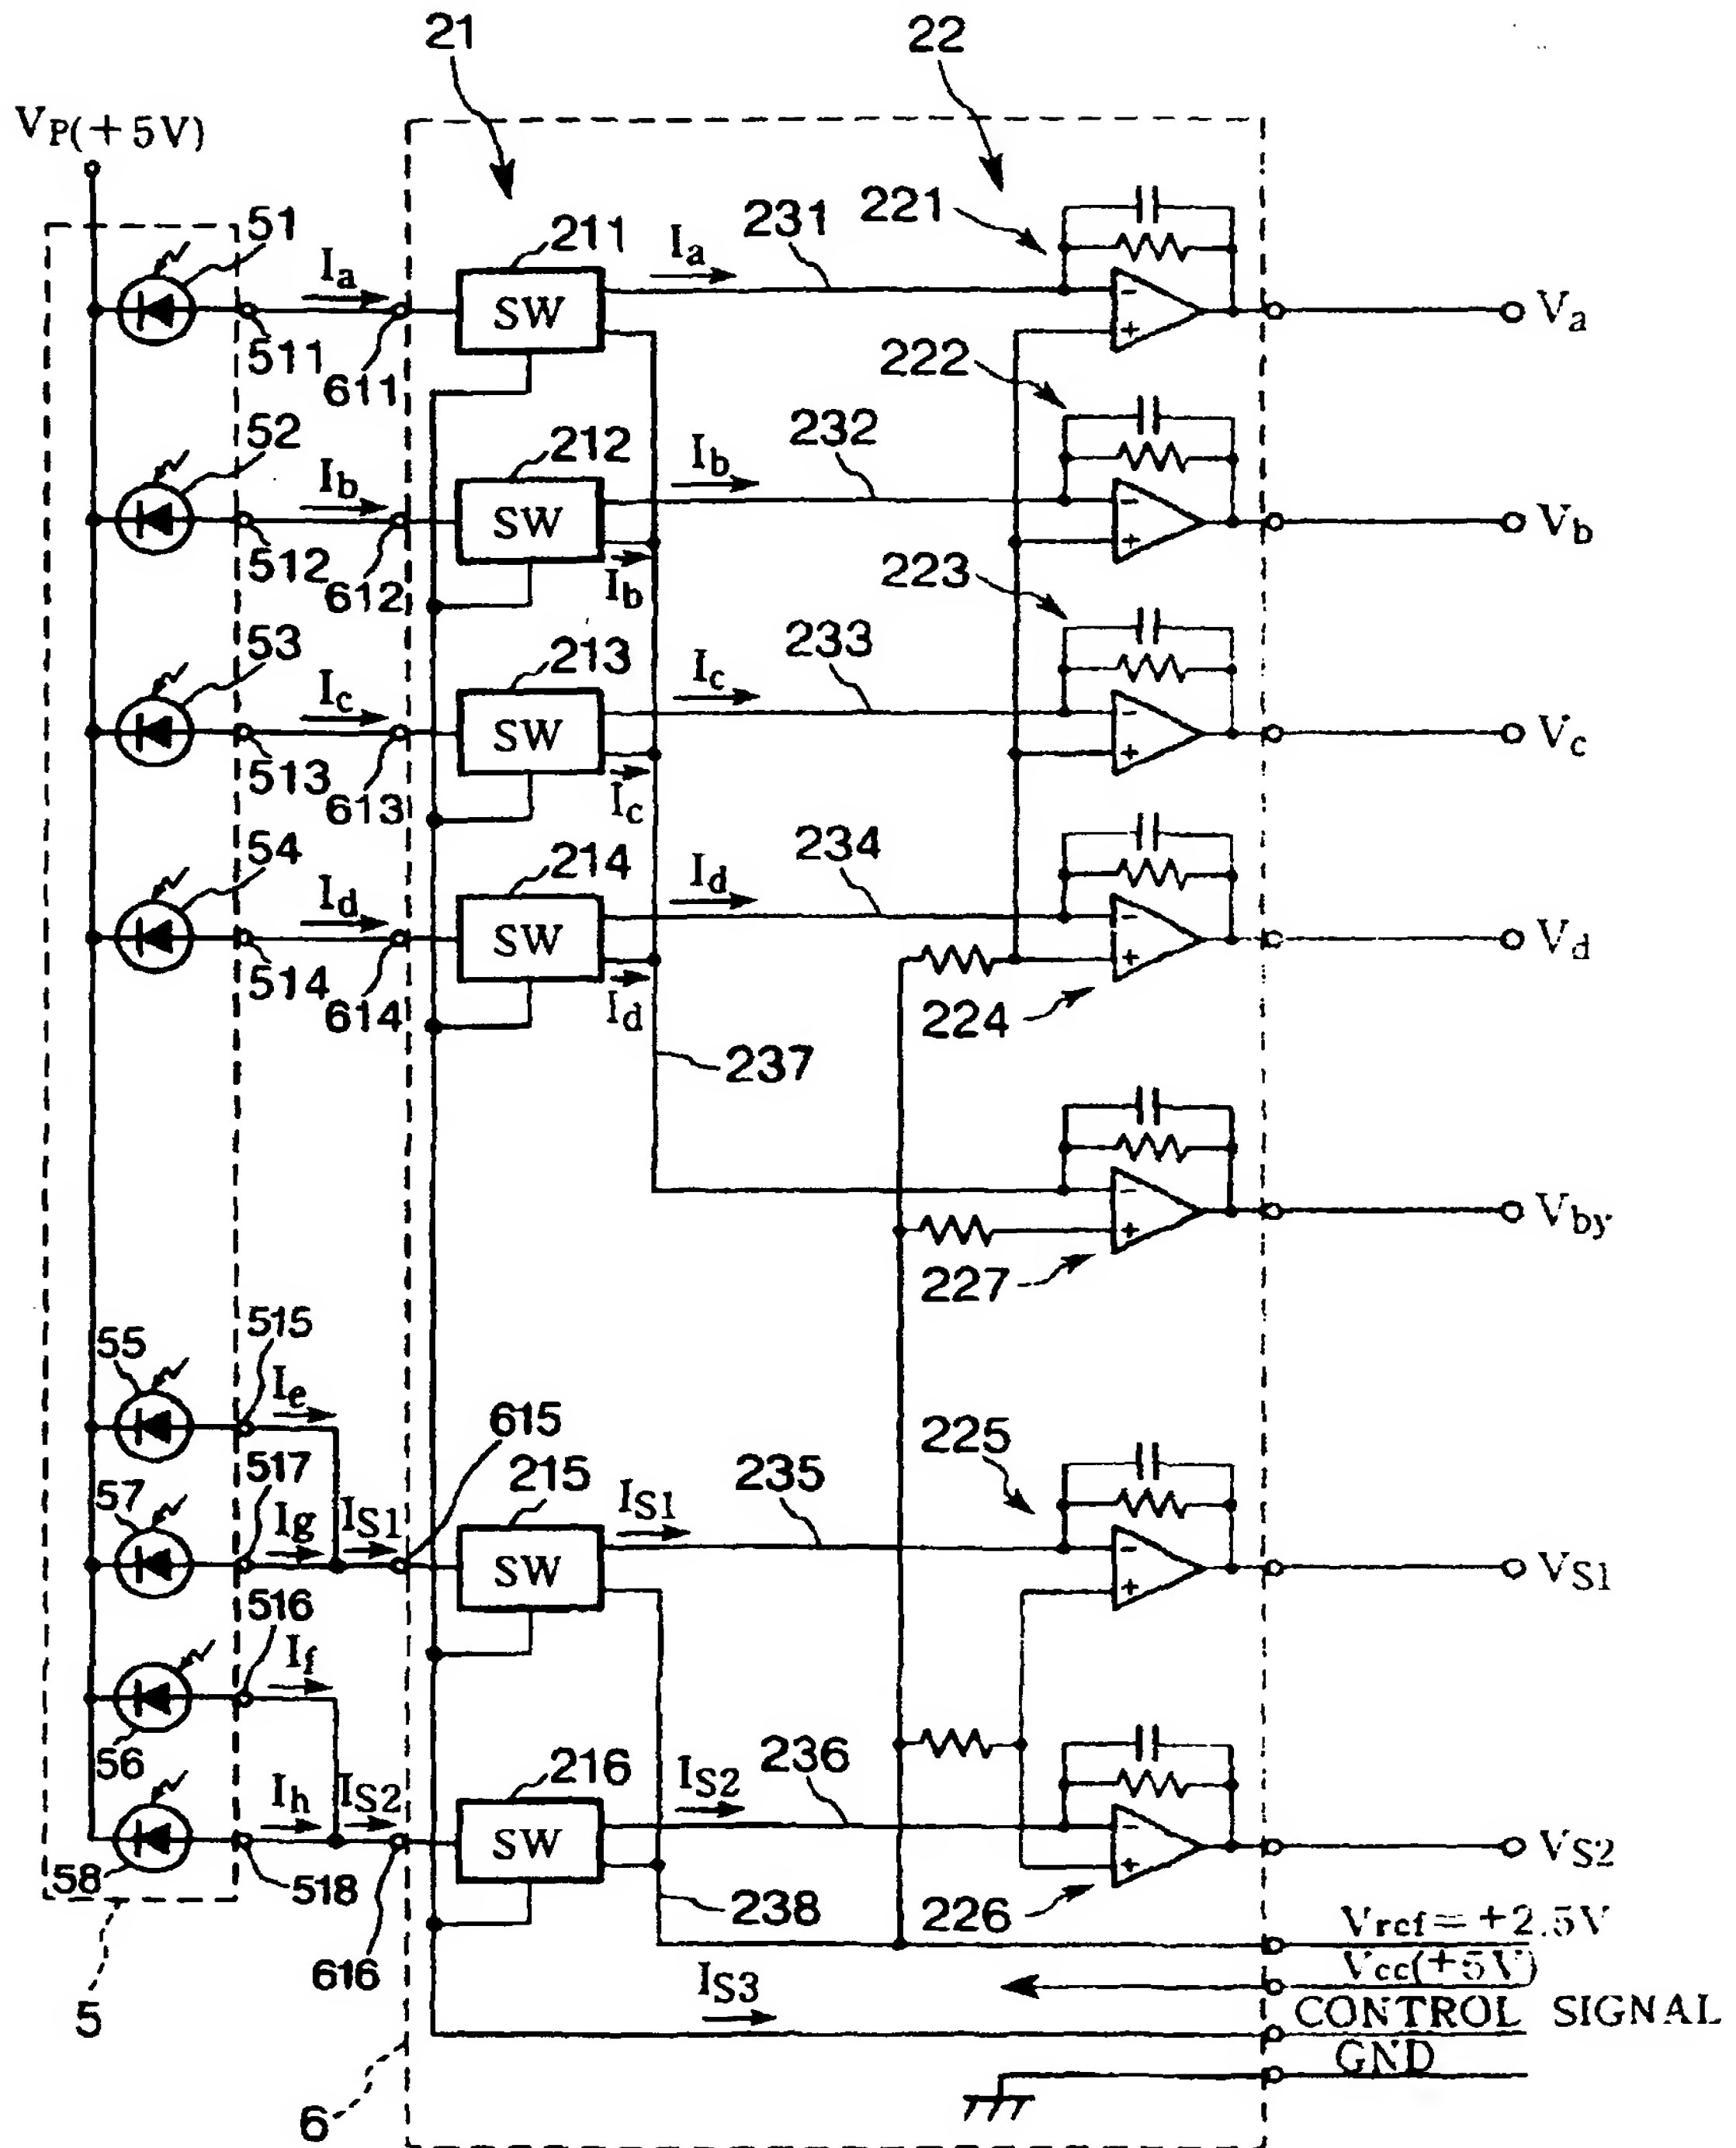 21
22
VP(+5V)
51
Ia
211
Ia
231
221
SW
Va
511
611
222
52
Ib
212
Ib
232
SW
Vb
512
612
Ib
223
53
Ic
213
Ic
233
SW
Vc
513
613
Ic
54
Id
214
Id
234
SW
Vd
514
614
Id
224
237
Vby
227
55
515
Ie
615
225
57
517
Ig
IS1
215
IS1
235
SW
VS1
516
If
56
Ih
IS2
216
IS2
236
SW
VS2
58
518
238
226
616
Vref=+2.5V
Vcc(+5V)
5
IS3
CONTROL SIGNAL
GND
6